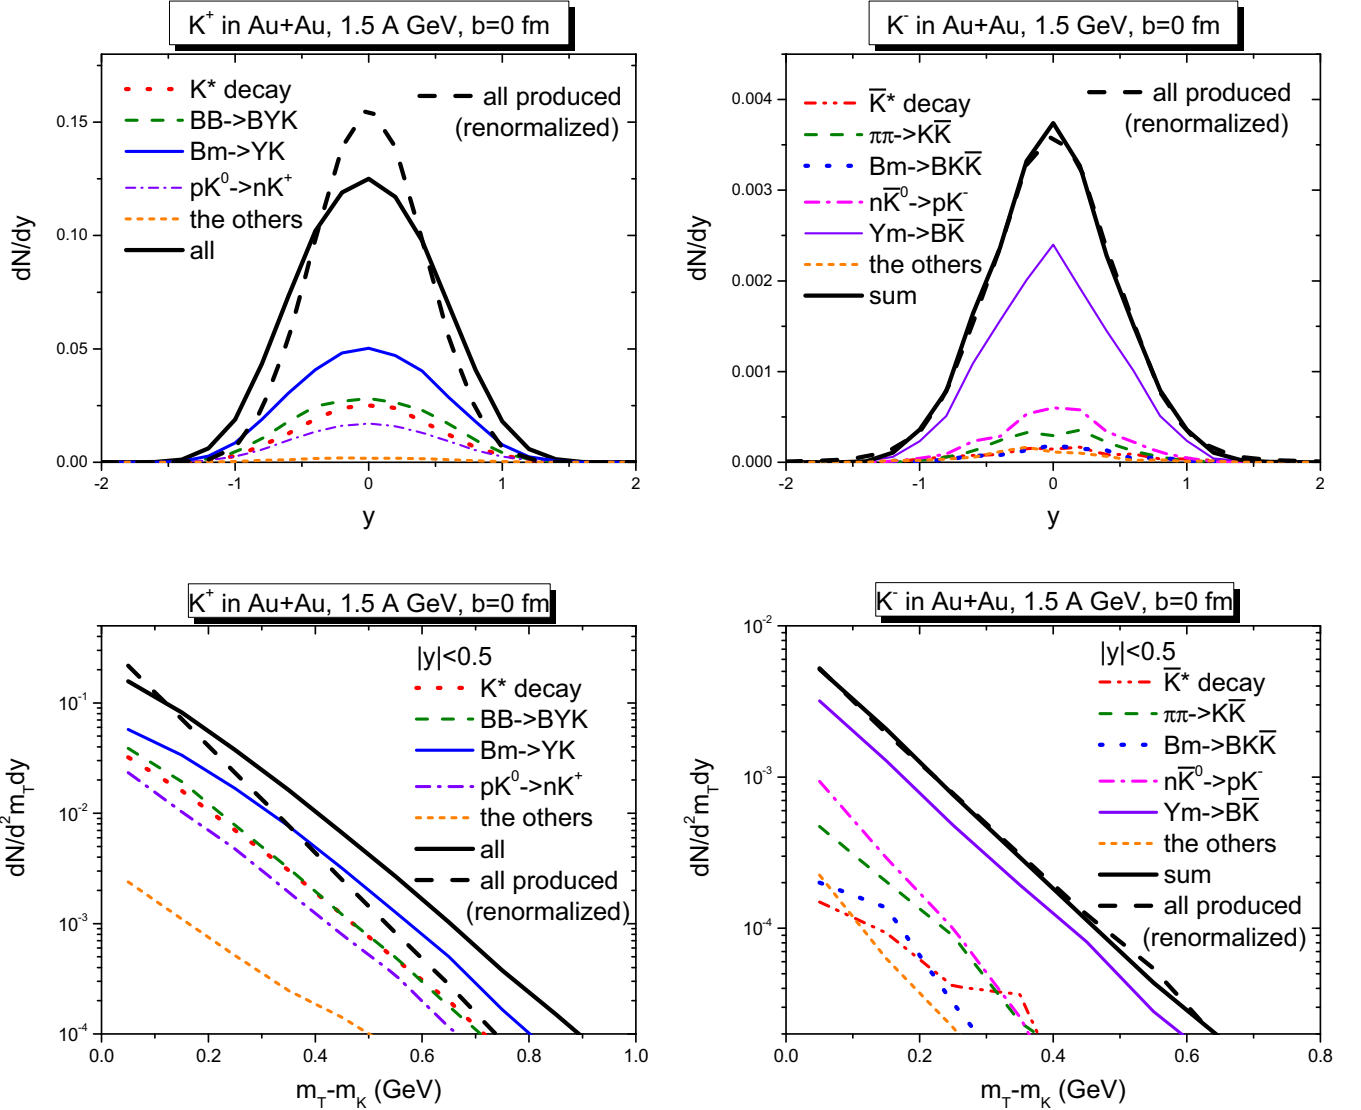 K⁺ in Au+Au, 1.5 A GeV, b=0 fm
K* decay
BB->BYK
Bm->YK
pK⁰->nK⁺
the others
all
all produced
(renormalized)
0.15
0.10
0.05
0.00
dN/dy
-2
-1
0
1
2
y
K⁻ in Au+Au, 1.5 GeV, b=0 fm
K̅* decay
ππ->KK̅
Bm->BKK̅
nK̅⁰->pK⁻
Ym->BK̅
the others
sum
all produced
(renormalized)
0.004
0.003
0.002
0.001
0.000
dN/dy
-2
-1
0
1
2
y
K⁺ in Au+Au, 1.5 A GeV, b=0 fm
|y|<0.5
K* decay
BB->BYK
Bm->YK
pK⁰->nK⁺
the others
all
all produced
(renormalized)
10⁻¹
10⁻²
10⁻³
10⁻⁴
dN/d²m_Tdy
0.0
0.2
0.4
0.6
0.8
1.0
m_T-m_K (GeV)
K⁻ in Au+Au, 1.5 A GeV, b=0 fm
|y|<0.5
K̅* decay
ππ->KK̅
Bm->BKK̅
nK̅⁰->pK⁻
Ym->BK̅
the others
sum
all produced
(renormalized)
10⁻²
10⁻³
10⁻⁴
dN/d²m_Tdy
0.0
0.2
0.4
0.6
0.8
m_T-m_K (GeV)